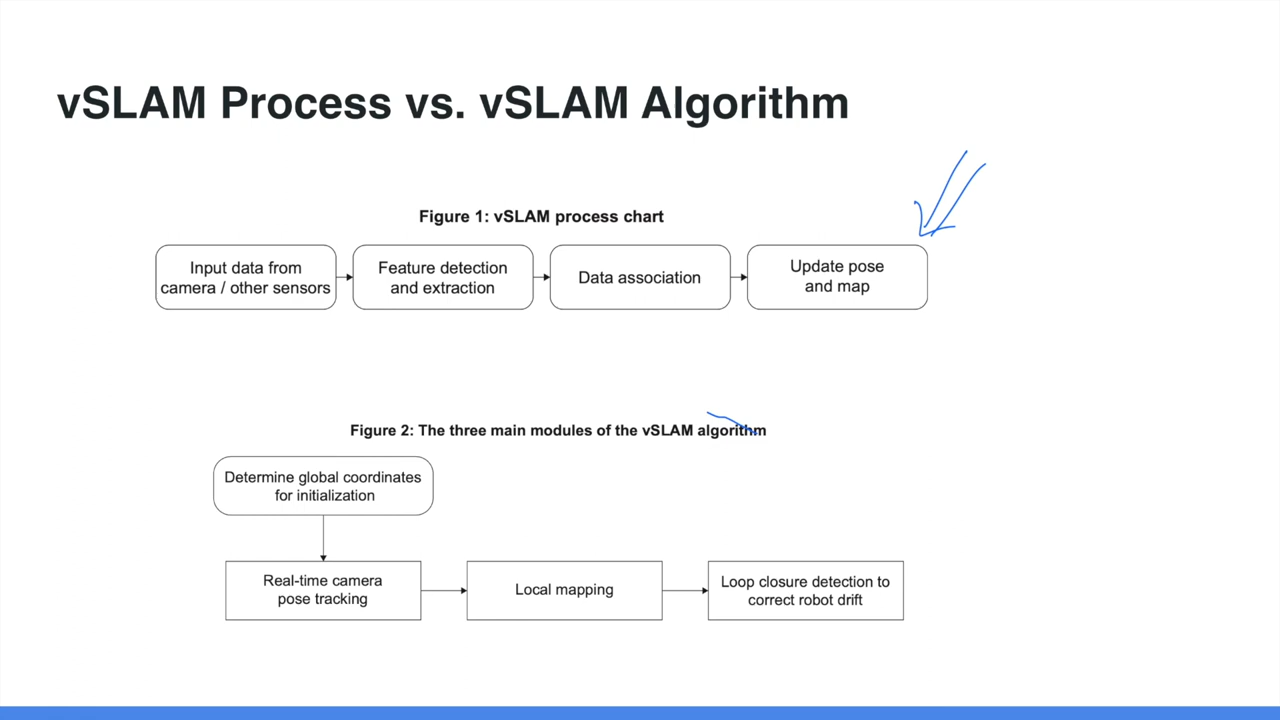 vSLAM Process vs. vSLAM Algorithm
Figure 1: vSLAM process chart
Input data from
camera / other sensors
Feature detection
and extraction
Data association
Update pose
and map
Figure 2: The three main modules of the vSLAM algorithm
Determine global coordinates
for initialization
Real-time camera
pose tracking
Local mapping
Loop closure detection to
correct robot drift